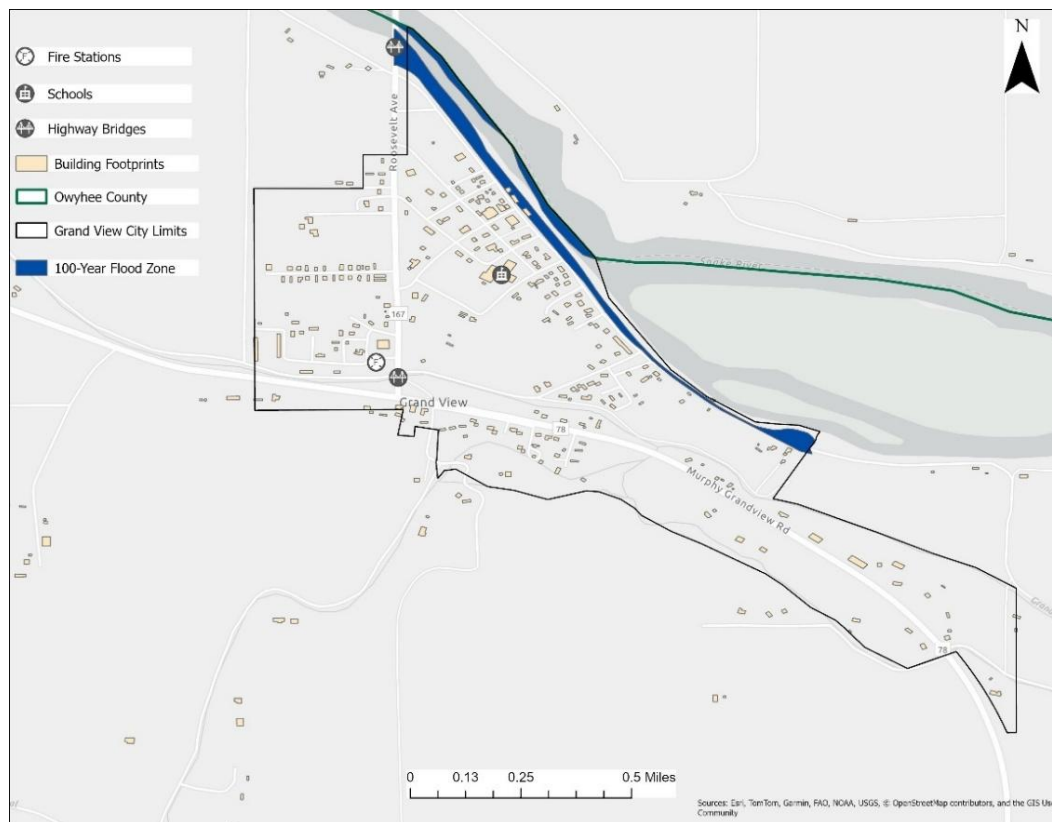 N
Fire Stations
Schools
Highway Bridges
Building Footprints
Owyhee County
Grand View City Limits
100-Year Flood Zone
Roosevelt Ave
Snake River
167
Grand View
78
Murphy Grandview Rd
78
0 0.13 0.25 0.5 Miles
Sources: Esri, TomTom, Garmin, FAO, NOAA, USGS, © OpenStreetMap contributors, and the GIS Use
Community